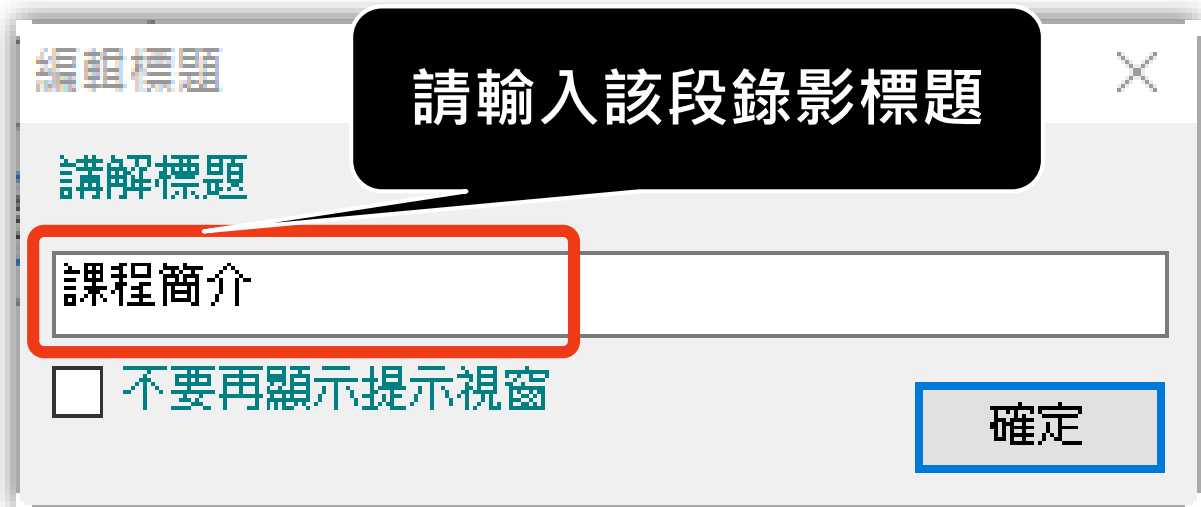 編輯標題
請輸入該段錄影標題
講解標題
課程簡介
不要再顯示提示視窗
確定